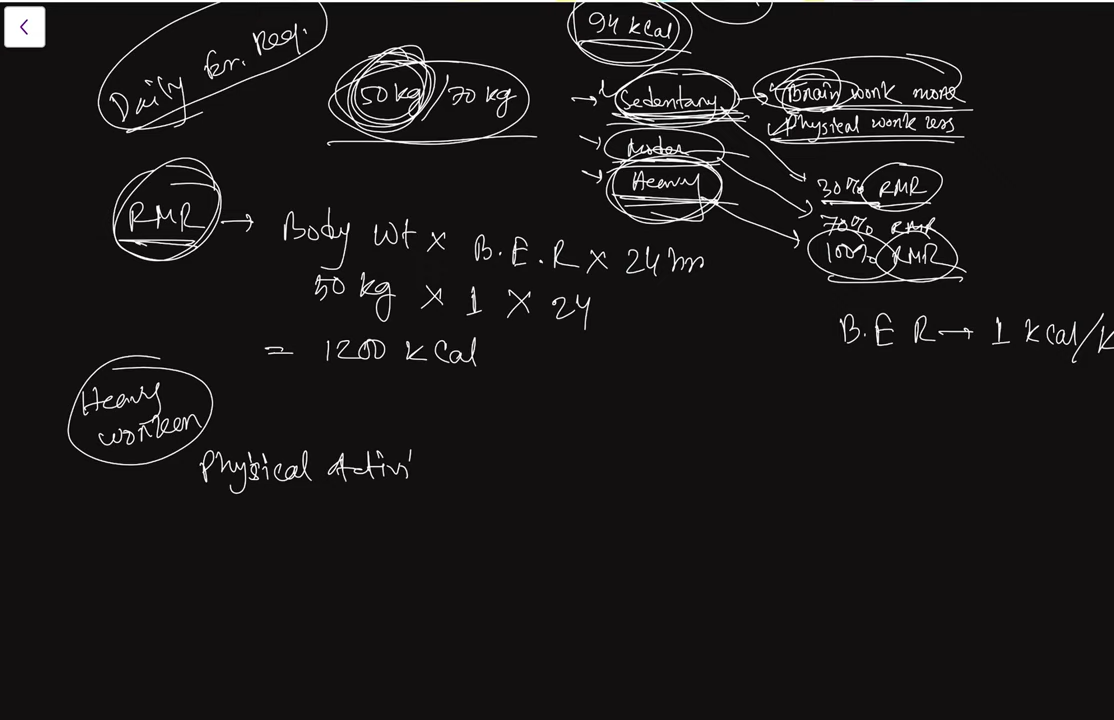 Daily En. Req.
94 kcal
50 kg / 70 kg
Sedentary → Brain work more
Physical work less
Moder
Heavy
30% RMR
70% RMR
100% RMR
RMR → Body Wt × B.E.R × 24 hrs
50 kg × 1 × 24
= 1200 kcal
B.E R → 1 kcal/K
Heavy
worker
Physical Activi